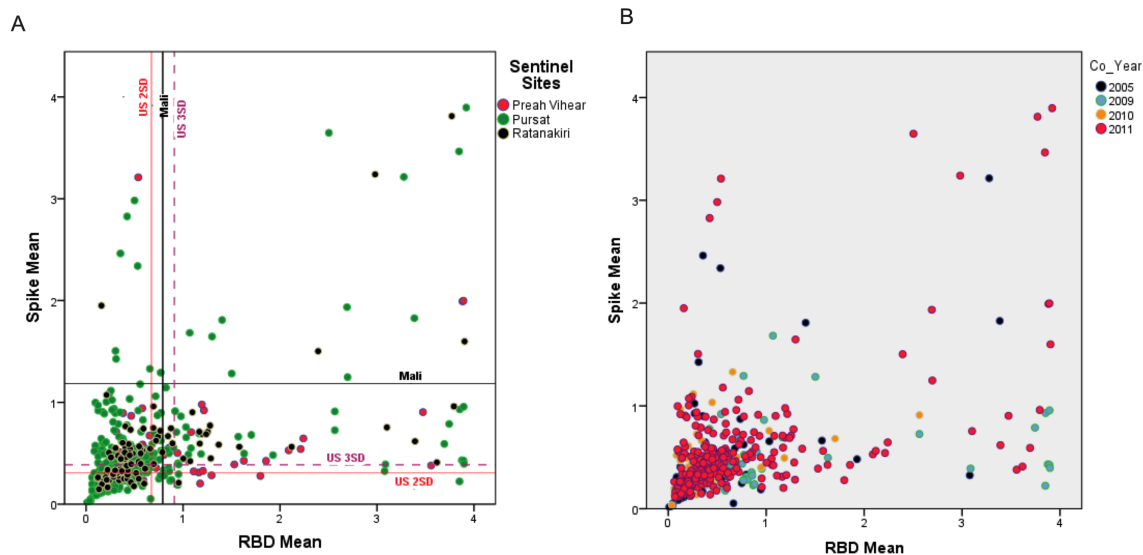 A
B
Sentinel
Sites
Preah Vihear
Pursat
Ratanakiri
US 2SD
Mali
US 3SD
Mali
US 3SD
US 2SD
Spike Mean
4
3
2
1
0
0
1
2
3
4
RBD Mean
Co_Year
2005
2009
2010
2011
Spike Mean
4
3
2
1
0
0
1
2
3
4
RBD Mean